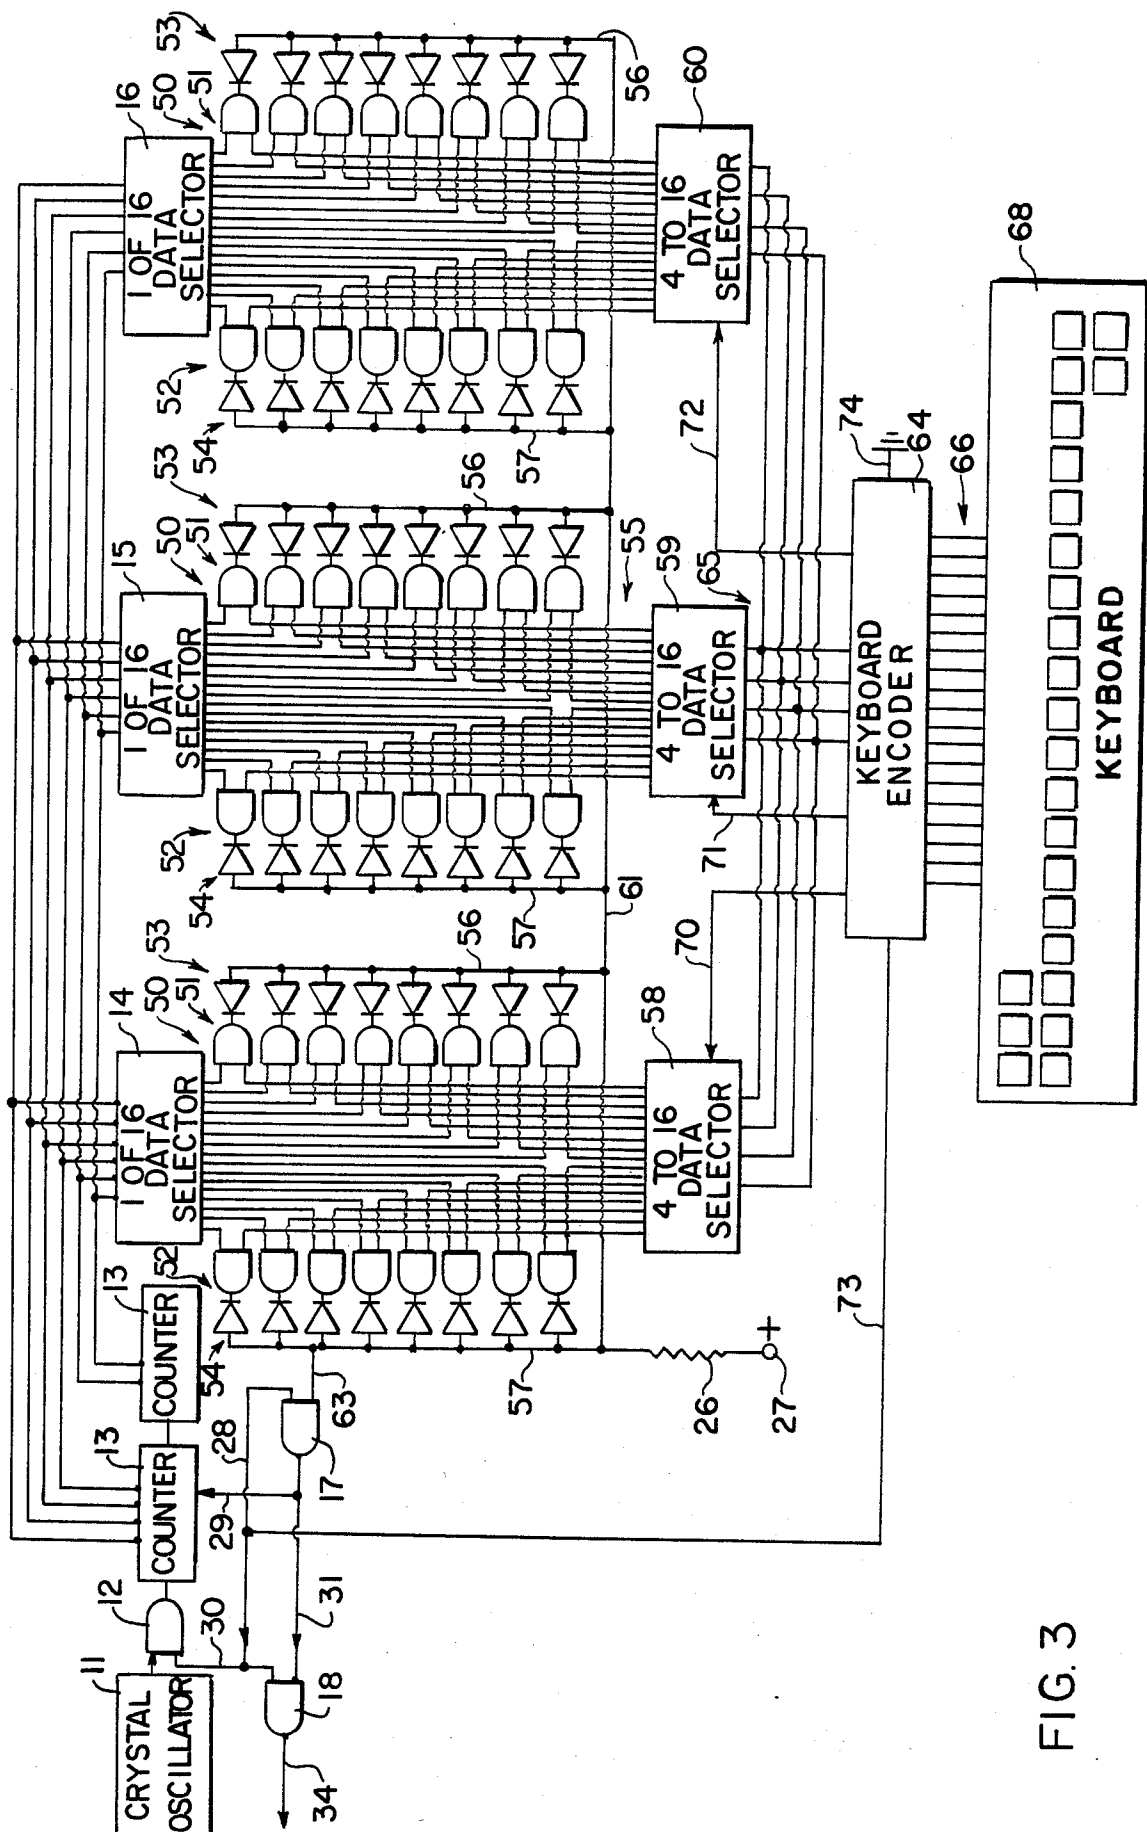 11
CRYSTAL
OSCILLATOR
12
13
COUNTER
13
COUNTER
14
1 OF 16
DATA
SELECTOR
15
1 OF 16
DATA
SELECTOR
16
1 OF 16
DATA
SELECTOR
30
29
28
52
54
50
51
53
52
54
50
51
53
52
54
50
51
53
34
18
31
17
63
57
56
57
56
57
56
61
55
26
27
+
58
4 TO 16
DATA
SELECTOR
59
4 TO 16
DATA
SELECTOR
60
4 TO 16
DATA
SELECTOR
70
71
65
72
73
KEYBOARD
ENCODER
74
64
66
68
KEYBOARD
FIG. 3